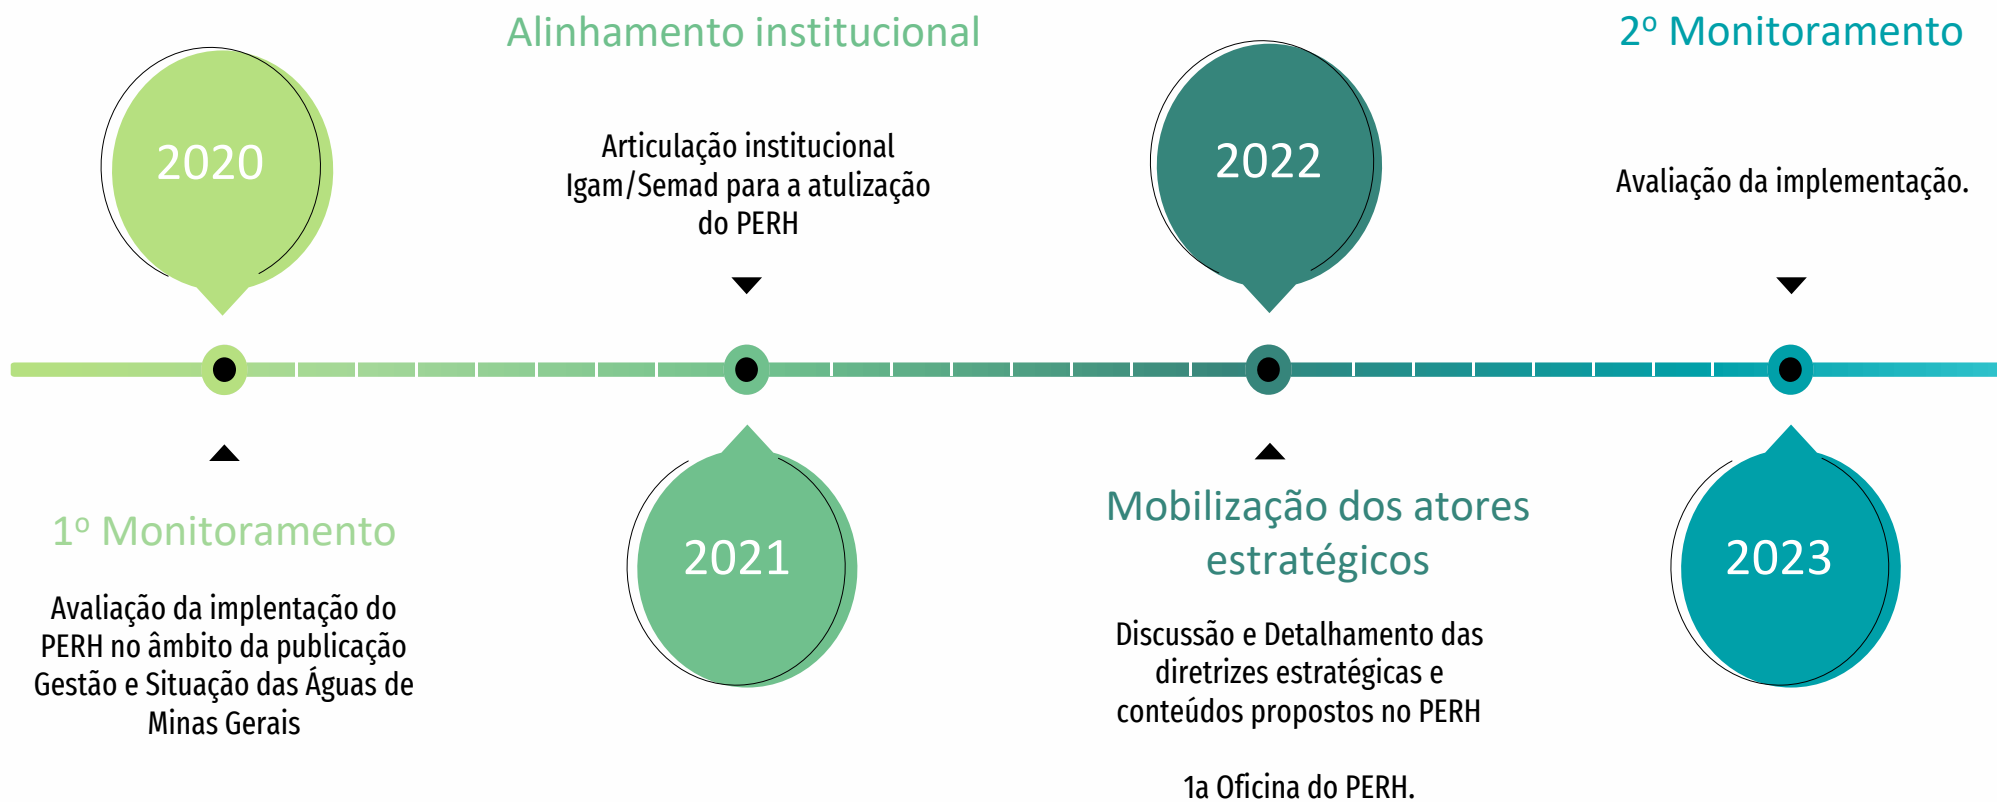 2020
1º Monitoramento
Avaliação da implentação do
PERH no âmbito da publicação
Gestão e Situação das Águas de
Minas Gerais
Alinhamento institucional
Articulação institucional
Igam/Semad para a atulização
do PERH
2021
2022
Mobilização dos atores
estratégicos
Discussão e Detalhamento das
diretrizes estratégicas e
conteúdos propostos no PERH
1a Oficina do PERH.
2º Monitoramento
Avaliação da implementação.
2023